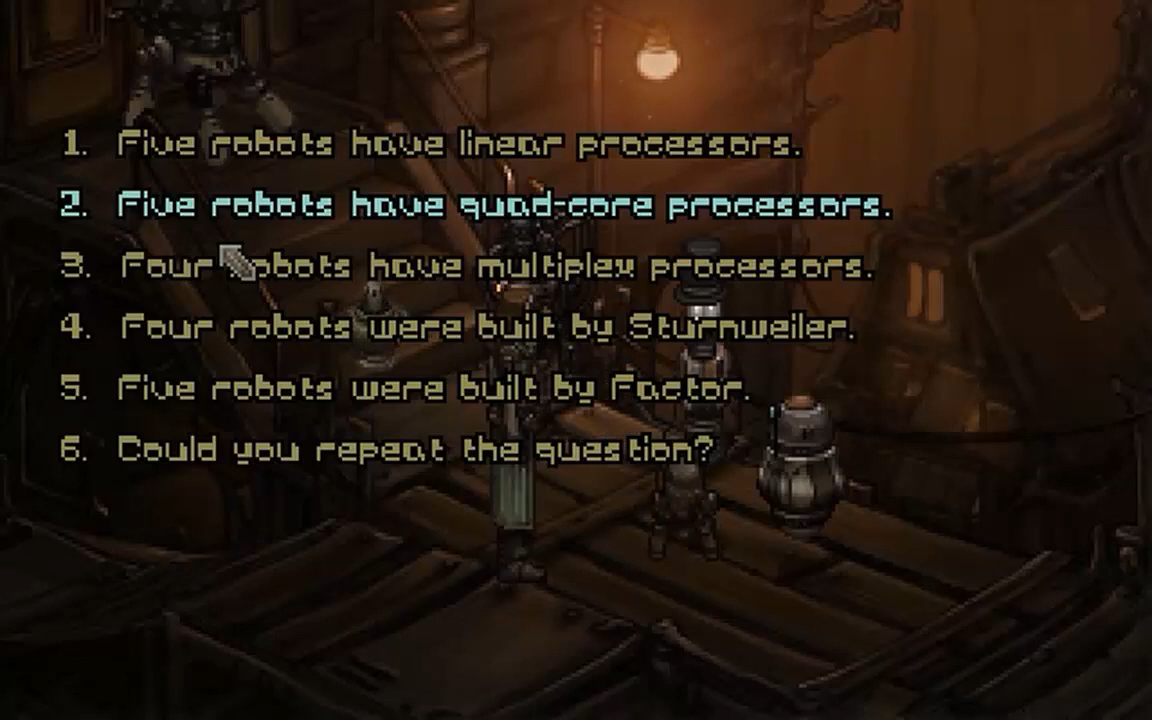 1. Five robots have linear processors.
2. Five robots have quad-core processors.
3. Four robots have multiplex processors.
4. Four robots were built by Sturnweiler.
5. Five robots were built by Factor.
6. Could you repeat the question?